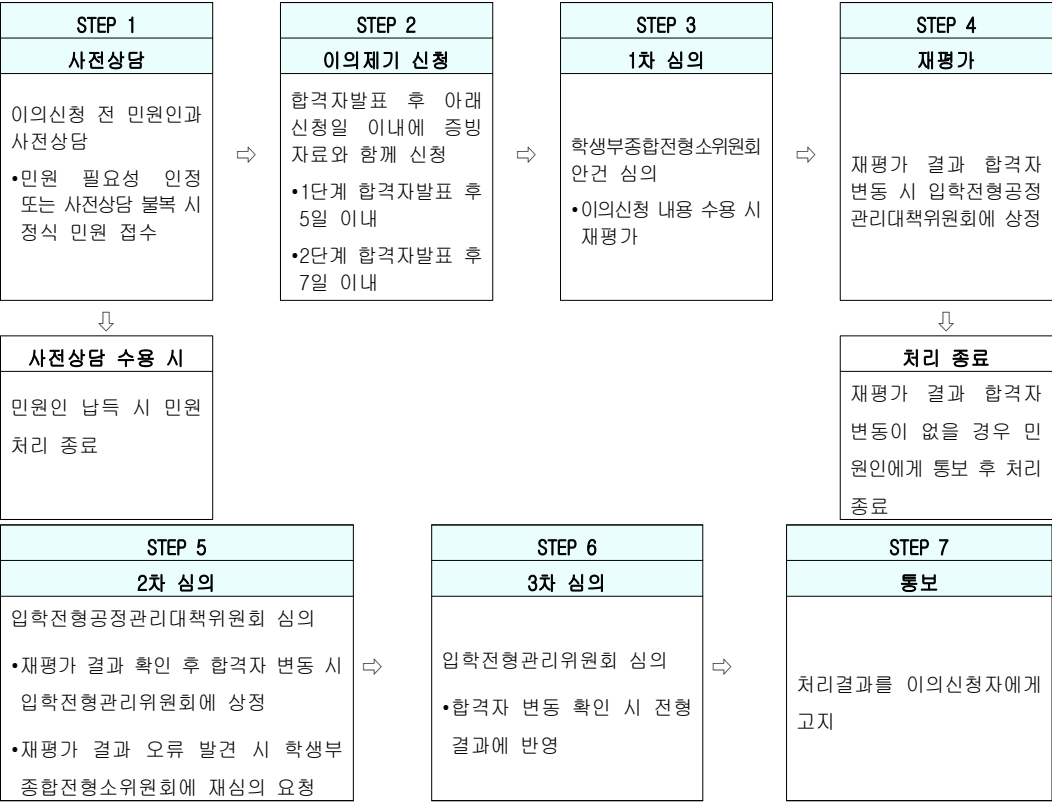 STEP 1
사전상담
이의신청 전 민원인과
사전상담
•민원 필요성 인정
또는 사전상담 불복 시
정식 민원 접수
⇨
STEP 2
이의제기 신청
합격자발표 후 아래
신청일 이내에 증빙
자료와 함께 신청
•1단계 합격자발표 후
5일 이내
•2단계 합격자발표 후
7일 이내
⇨
STEP 3
1차 심의
학생부종합전형소위원회
안건 심의
•이의신청 내용 수용 시
재평가
⇨
STEP 4
재평가
재평가 결과 합격자
변동 시 입학전형공정
관리대책위원회에 상정
⇩
사전상담 수용 시
민원인 납득 시 민원
처리 종료
⇩
처리 종료
재평가 결과 합격자
변동이 없을 경우 민
원인에게 통보 후 처리
종료
STEP 5
2차 심의
입학전형공정관리대책위원회 심의
•재평가 결과 확인 후 합격자 변동 시
입학전형관리위원회에 상정
•재평가 결과 오류 발견 시 학생부
종합전형소위원회에 재심의 요청
⇨
STEP 6
3차 심의
입학전형관리위원회 심의
•합격자 변동 확인 시 전형
결과에 반영
⇨
STEP 7
통보
처리결과를 이의신청자에게
고지